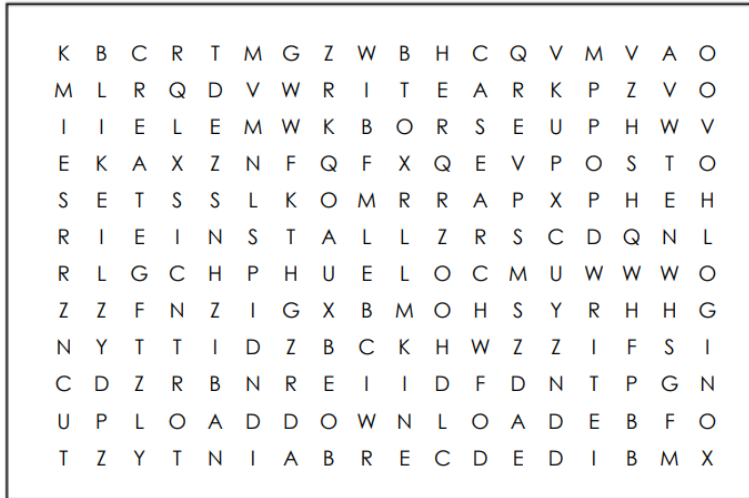 K B C R T M G Z W B H C Q V M V A O
M L R Q D V W R I T E A R K P Z V O
I I E L E M W K B O R S E U P H W V
E K A X Z N F Q F X Q E V P O S T O
S E T S S L K O M R R A P X P H E H
R I E I N S T A L L Z R S C D Q N L
R L G C H P H U E L O C M U W W W O
Z Z F N Z I G X B M O H S Y R H H G
N Y T T I D Z B C K H W Z Z I F S I
C D Z R B N R E I I D F D N T P G N
U P L O A D D O W N L O A D E B F O
T Z Y T N I A B R E C D E D I B M X